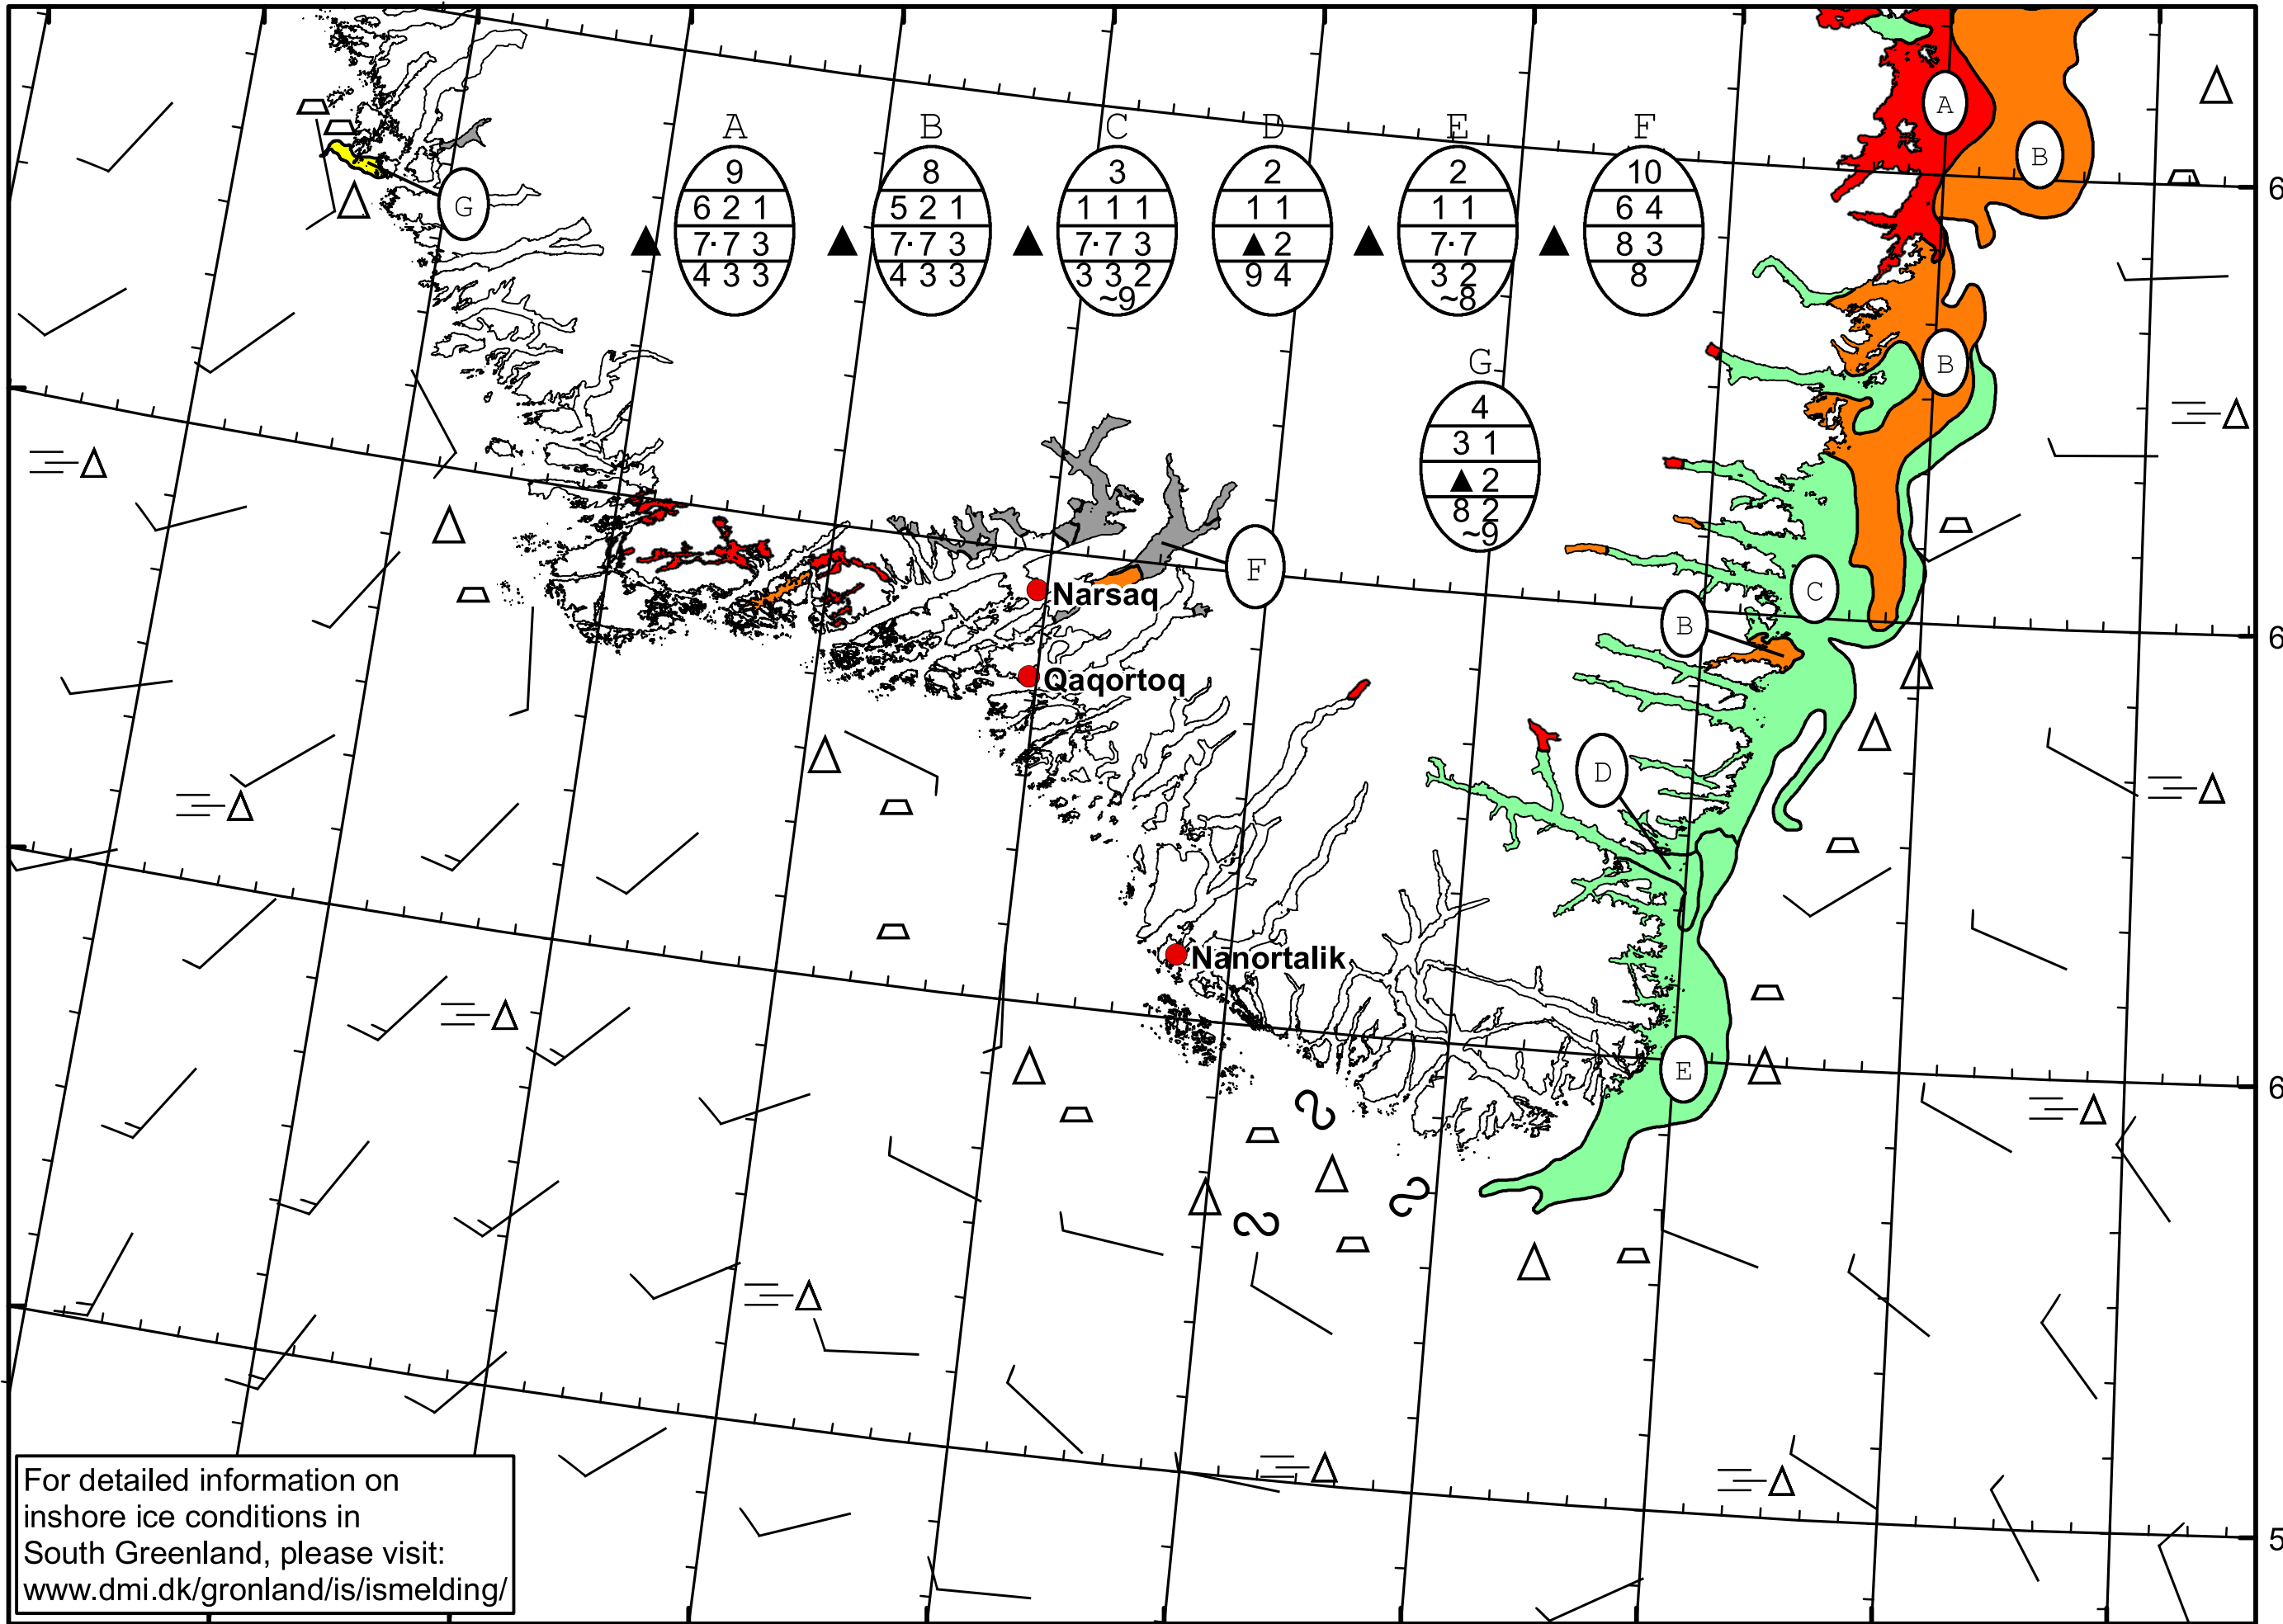 A B C D E F
9 8 3 2 2 10
6 2 1 5 2 1 1 1 1 1 1 1 1 6 4
7· 7 3 7· 7 3 7· 7 3 ▲ 2 7· 7 8 3
4 3 3 4 3 3 3 3 2 9 4 3 2 8
~9 ~8
G
4
3 1
▲ 2
8 2
~9
A
B
G
6
B
F
C
Narsaq
B
6
Qaqortoq
D
Nanortalik
E
6
5
For detailed information on
inshore ice conditions in
South Greenland, please visit:
www.dmi.dk/gronland/is/ismelding/